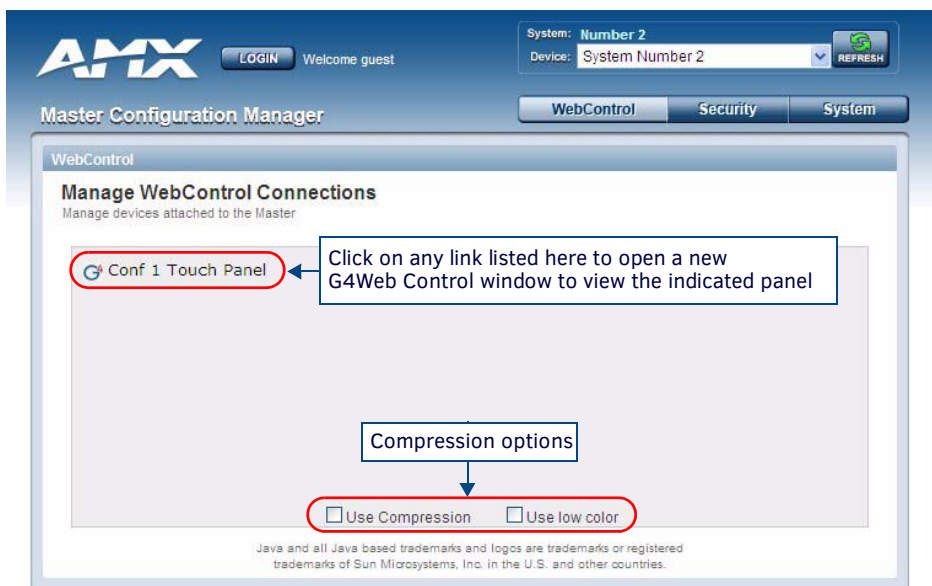 AMX
LOGIN
Welcome guest
System: Number 2
Device: System Number 2
REFRESH
Master Configuration Manager
WebControl
Security
System
WebControl
Manage WebControl Connections
Manage devices attached to the Master
G4 Conf 1 Touch Panel
Click on any link listed here to open a new
G4Web Control window to view the indicated panel
Compression options
Use Compression
Use low color
Java and all Java based trademarks and logos are trademarks or registered
trademarks of Sun Microsystems, Inc. in the U.S. and other countries.